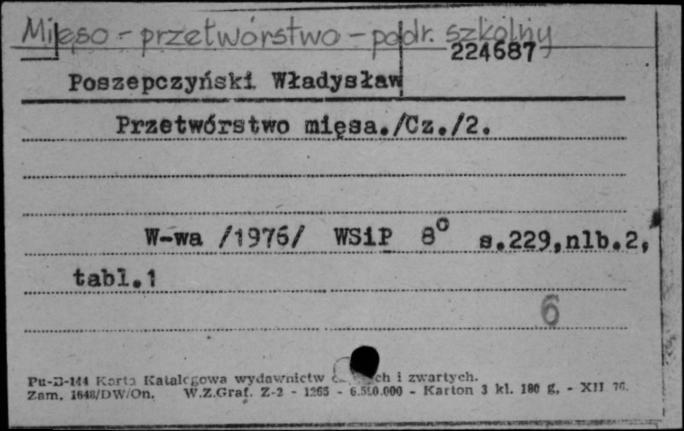 Mięso - przetwórstwo - podr. szkolny
224687
Poszepczyński Władysław
Przetwórstwo mięsa./Cz./2.
W-wa /1976/ WSiP 8° s.229,nlb.2,
tabl.1
6
Pu-D-144 Karta Katalogowa wydawnictw i zwartych.
Zam. 1648/DW/On. W.Z.Graf. Z-2 - 1265 - 6.500.000 - Karton 3 kl. 180 g. - XII 76.